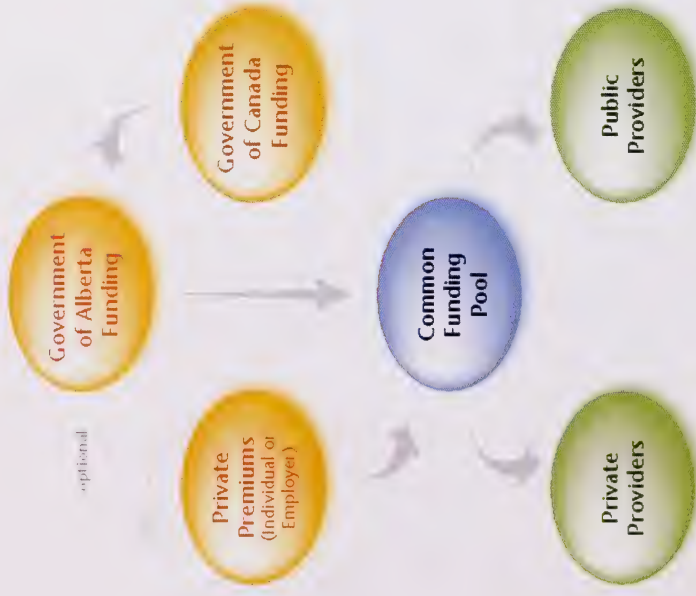 Government
of Alberta
Funding
optional
Private
Premiums
(Individual or
Employer)
Government
of Canada
Funding
Common
Funding
Pool
Private
Providers
Public
Providers